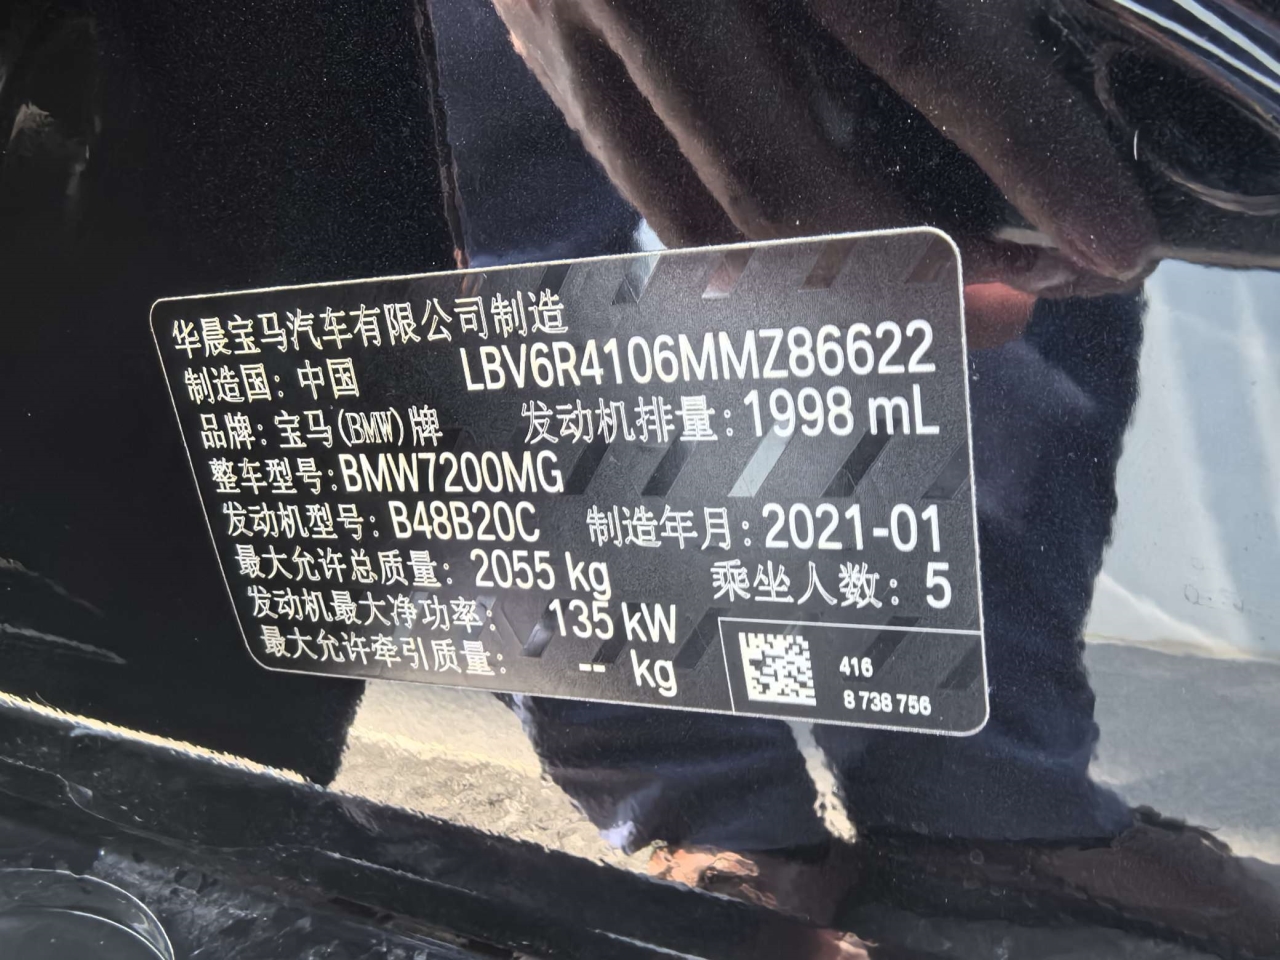 华晨宝马汽车有限公司制造
制造国：中国 LBV6R4106MMZ86622
品牌：宝马(BMW)牌 发动机排量：1998 mL
整车型号：BMW7200MG
发动机型号：B48B20C 制造年月：2021-01
最大允许总质量：2055 kg 乘坐人数：5
发动机最大净功率：135 kW
最大允许牵引质量：-- kg
416
8 738 756